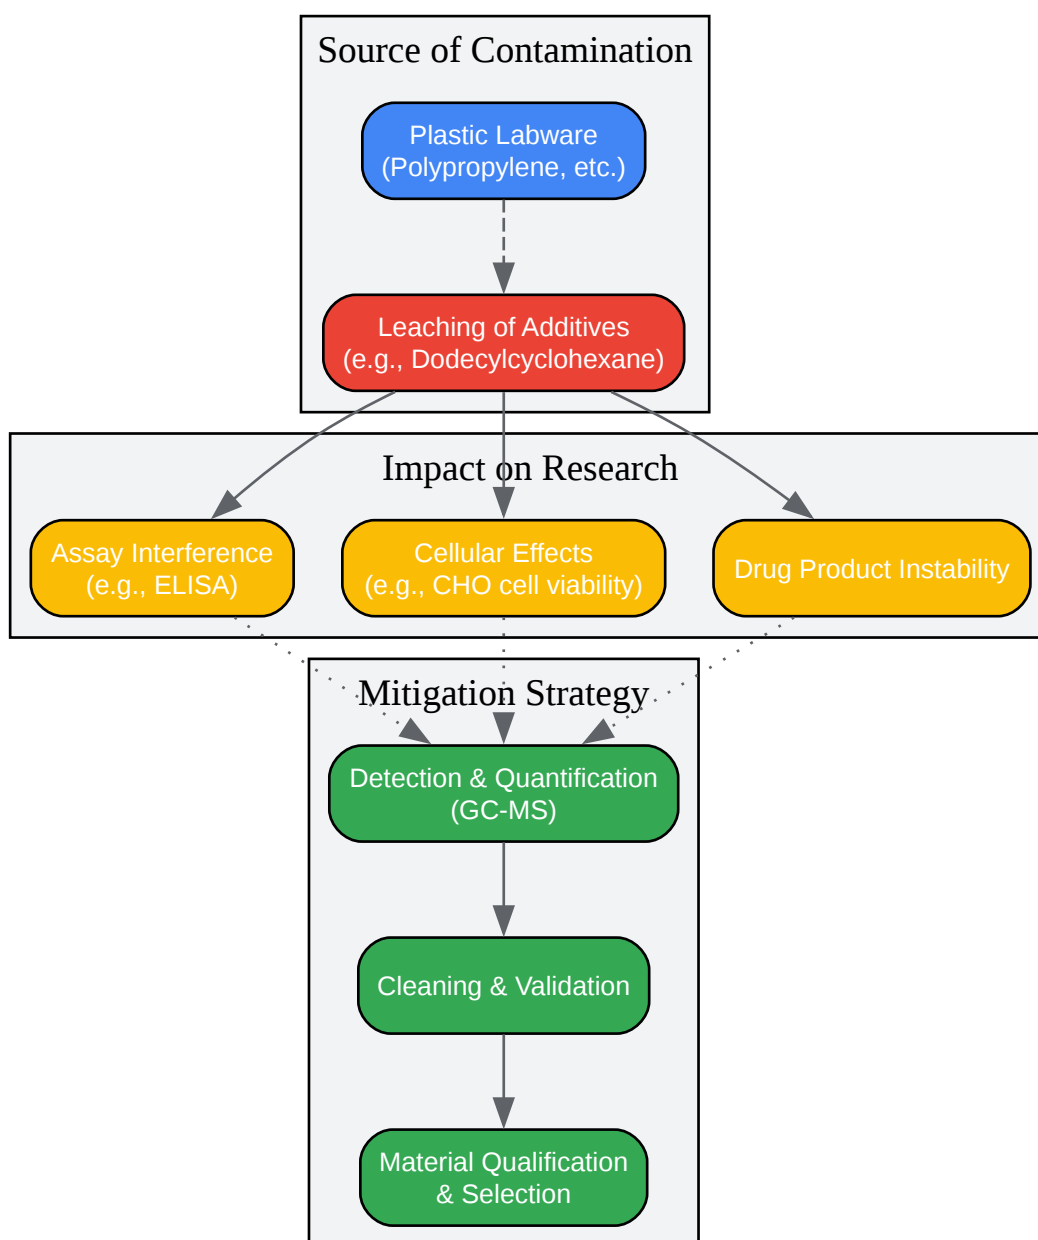 Source of Contamination
Plastic Labware
(Polypropylene, etc.)
Leaching of Additives
(e.g., Dodecylcyclohexane)
Impact on Research
Assay Interference
(e.g., ELISA)
Cellular Effects
(e.g., CHO cell viability)
Drug Product Instability
Mitigation Strategy
Detection & Quantification
(GC-MS)
Cleaning & Validation
Material Qualification
& Selection